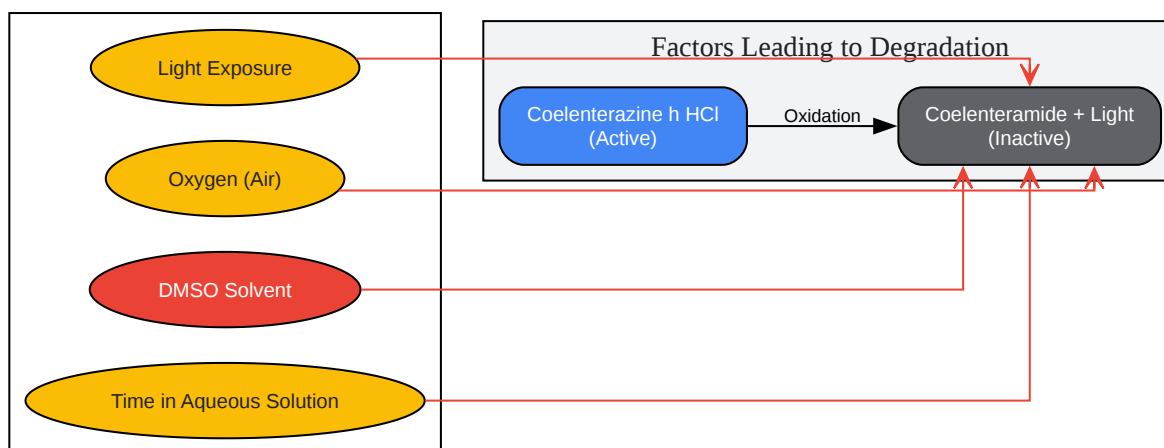 Light Exposure
Oxygen (Air)
DMSO Solvent
Time in Aqueous Solution
Factors Leading to Degradation
Coelenterazine h HCl
(Active)
Oxidation
Coelenteramide + Light
(Inactive)